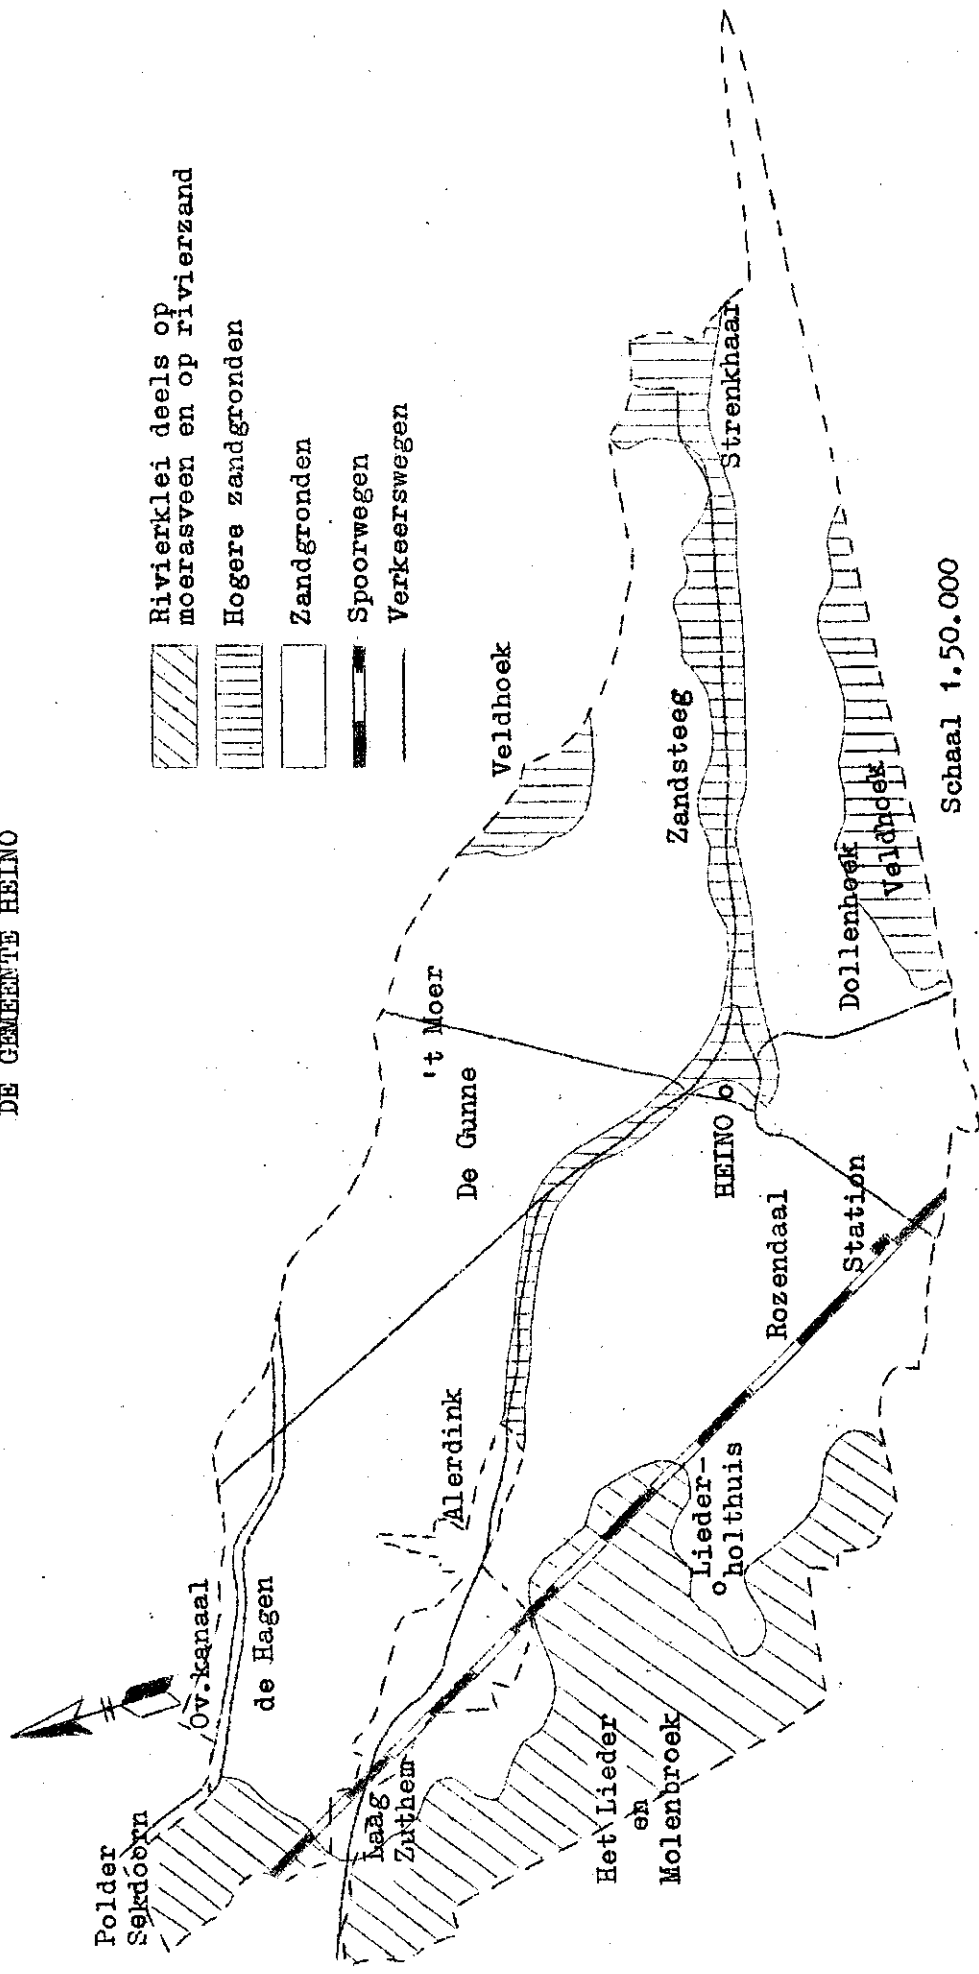 DE GEMEENTE HEINO
Rivierklei deels op
moerasveen en op rivierzand
Hogere zandgronden
Zandgronden
Spoorwegen
Verkeerswegen
Polder
Sekdoorn
Ov.kanaal
de Hagen
Laag
Zuthem
Alerdink
't Moer
De Gunne
Veldhoek
Het Lieder
en
Molenbroek
Lieder-
holthuis
Rozendaal
Station
HEINO
Zandsteeg
Strenkhaar
Dollenhoek
Veldhoek
Schaal 1.50.000